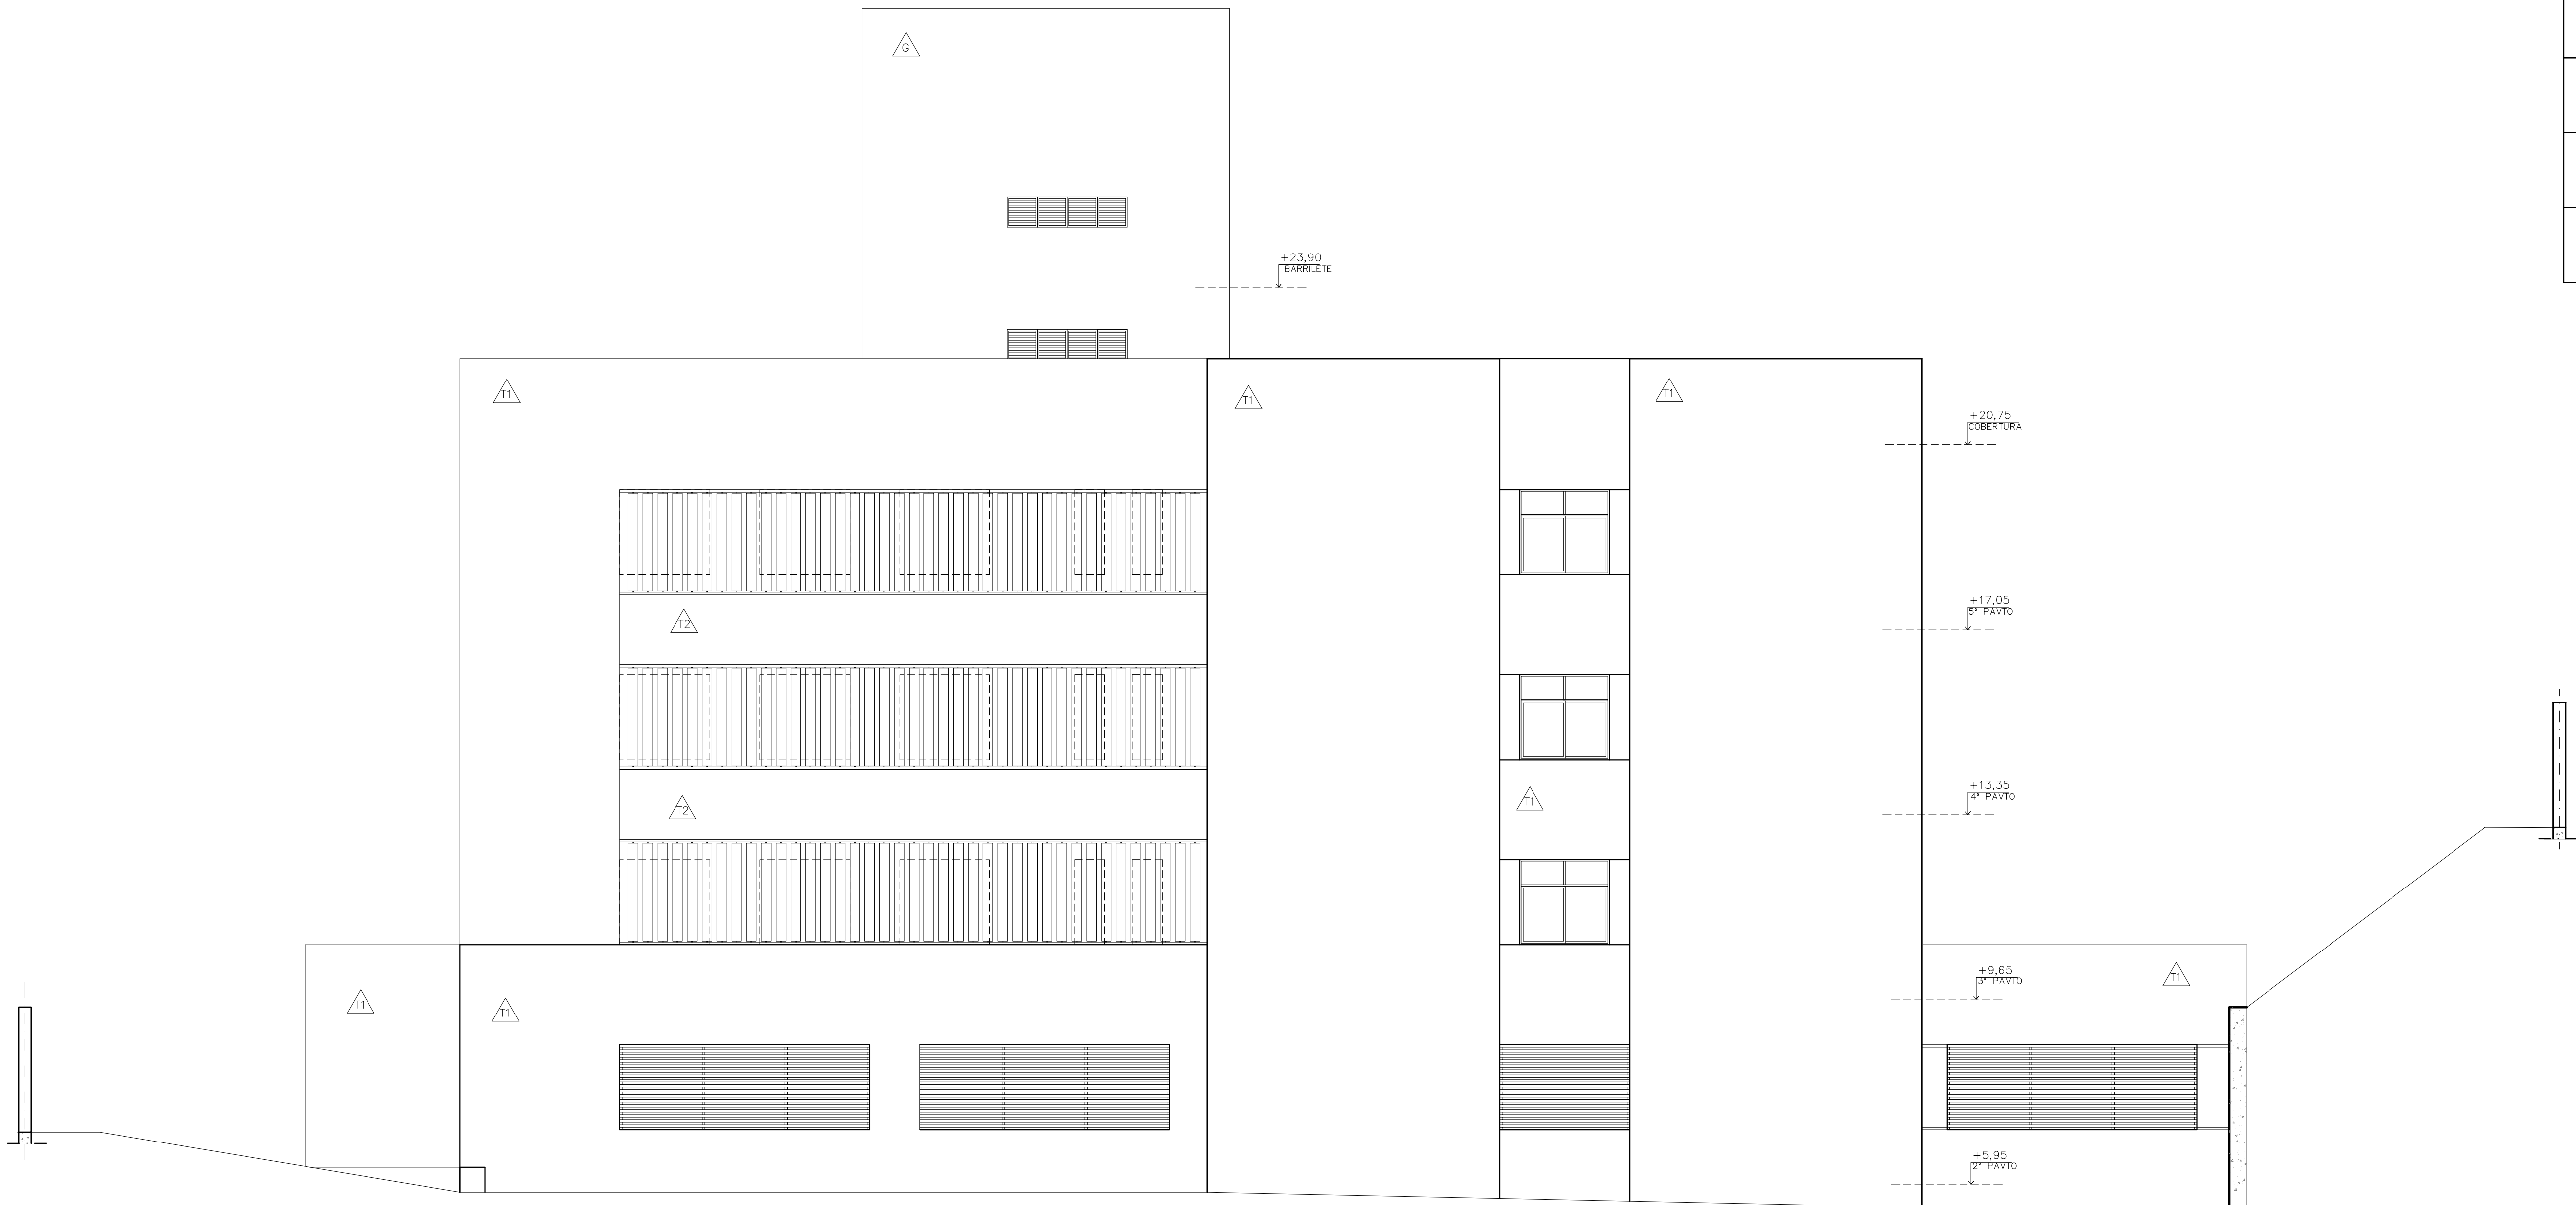 G
+23,90
BARRILETE
T1
T1
T1
+20,75
COBERTURA
+17,05
5° PAVTO
T2
+13,35
4° PAVTO
T2
T1
+9,65
3° PAVTO
T1
T1
T1
+5,95
2° PAVTO